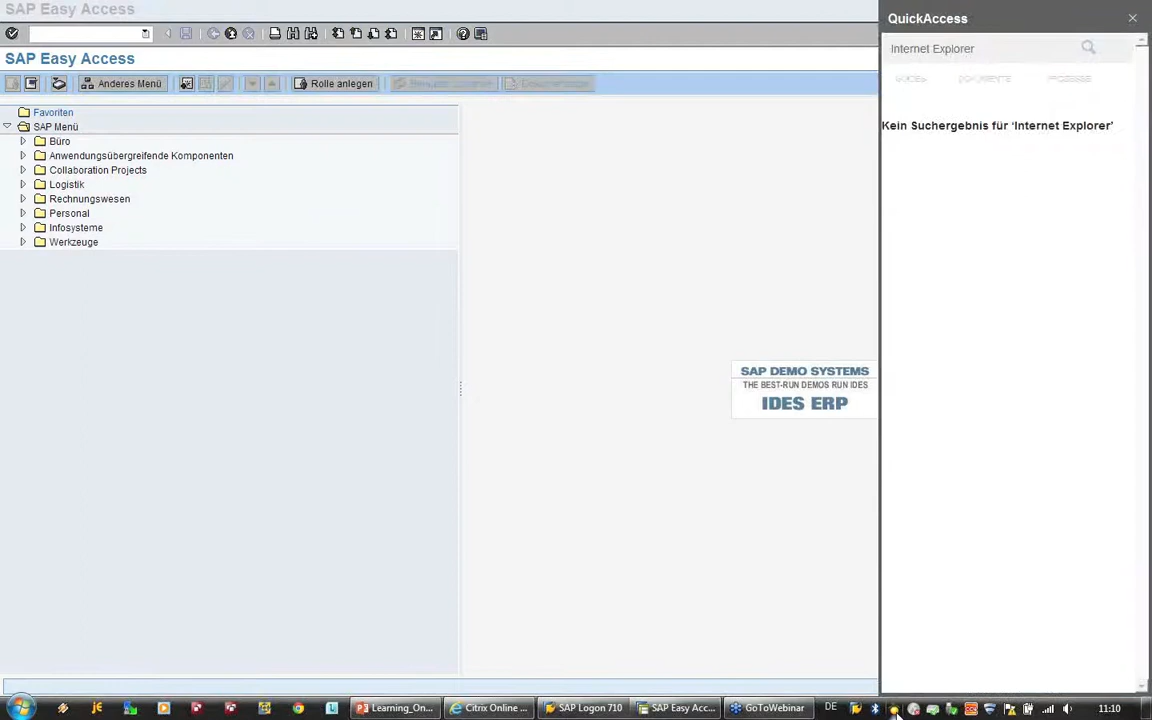 SAP Easy Access
QuickAccess
Internet Explorer
SAP Easy Access
Anderes Menü
Rolle anlegen
Kein Suchergebnis für 'Internet Explorer'
Favoriten
SAP Menü
Büro
Anwendungsübergreifende Komponenten
Collaboration Projects
Logistik
Rechnungswesen
Personal
Infosysteme
Werkzeuge
SAP DEMO SYSTEMS
THE BEST-RUN DEMOS RUN IDES
IDES ERP
Learning_On...
Citrix Online ...
SAP Logon 710
SAP Easy Acc...
GoToWebinar
DE
11:10